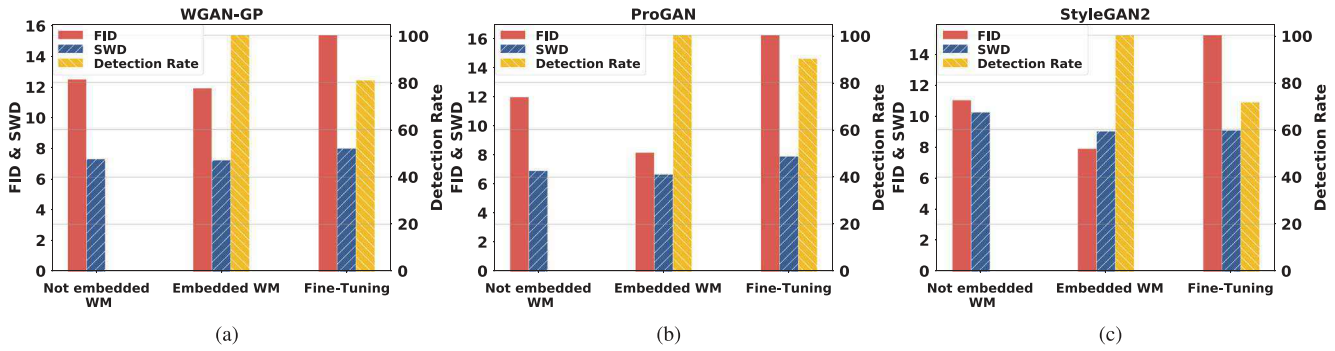 WGAN-GP
FID
SWD
Detection Rate
FID & SWD
16
14
12
10
8
6
4
2
0
100
80
60
40
20
0
Detection Rate
Not embedded
WM
Embedded WM
Fine-Tuning
(a)
ProGAN
FID
SWD
Detection Rate
FID & SWD
16
14
12
10
8
6
4
2
0
100
80
60
40
20
0
Detection Rate
Not embedded
WM
Embedded WM
Fine-Tuning
(b)
StyleGAN2
FID
SWD
Detection Rate
FID & SWD
14
12
10
8
6
4
2
0
100
80
60
40
20
0
Detection Rate
Not embedded
WM
Embedded WM
Fine-Tuning
(c)